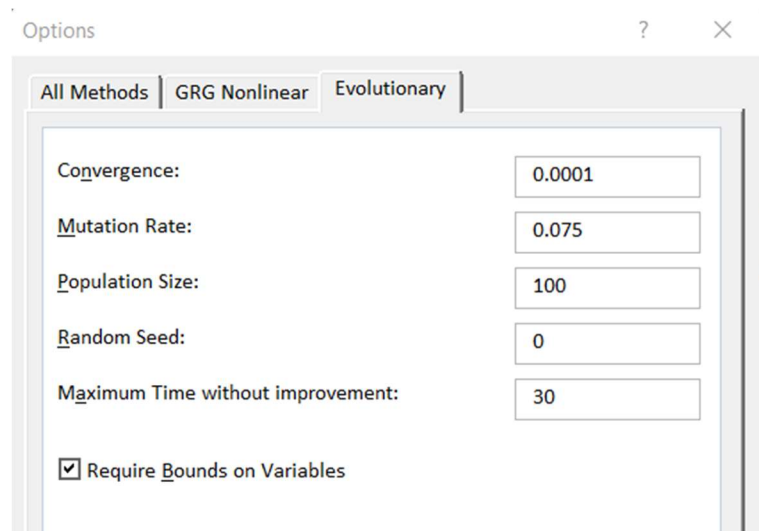 Options ?
All Methods GRG Nonlinear Evolutionary
Convergence: 0.0001
Mutation Rate: 0.075
Population Size: 100
Random Seed: 0
Maximum Time without improvement: 30
Require Bounds on Variables